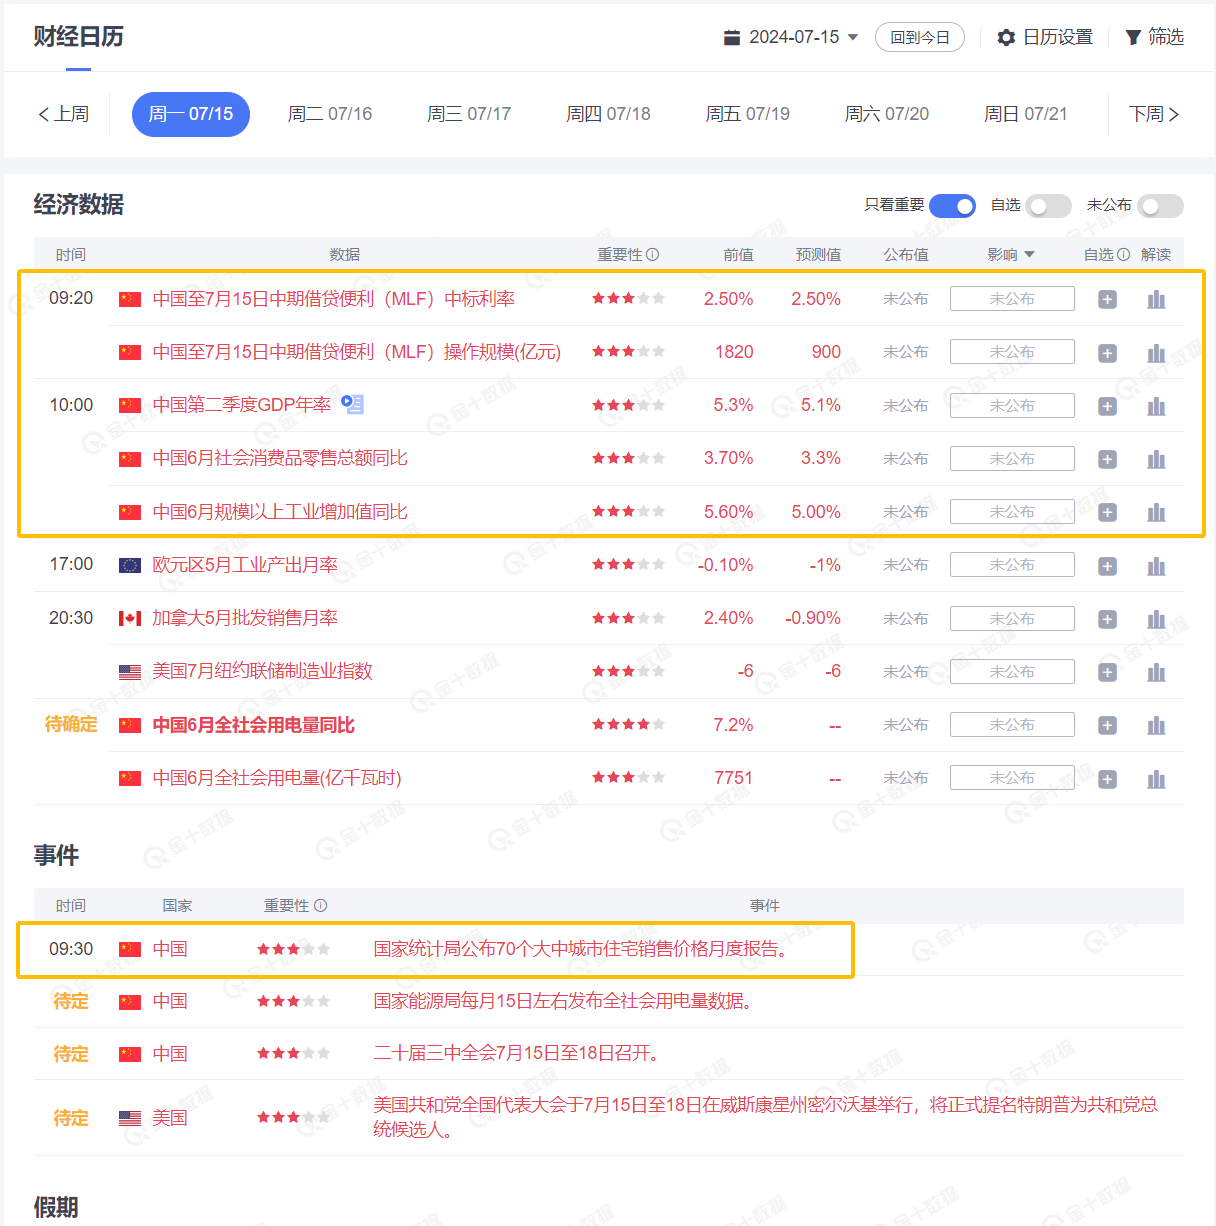 财经日历
2024-07-15 回到今日 日历设置 筛选
上周 周一 07/15 周二 07/16 周三 07/17 周四 07/18 周五 07/19 周六 07/20 周日 07/21 下周
经济数据 只看重要 自选 未公布
时间 数据 重要性 前值 预测值 公布值 影响 自选 解读
09:20 中国至7月15日中期借贷便利（MLF）中标利率 2.50% 2.50% 未公布 未公布
中国至7月15日中期借贷便利（MLF）操作规模(亿元) 1820 900 未公布 未公布
10:00 中国第二季度GDP年率 5.3% 5.1% 未公布 未公布
中国6月社会消费品零售总额同比 3.70% 3.3% 未公布 未公布
中国6月规模以上工业增加值同比 5.60% 5.00% 未公布 未公布
17:00 欧元区5月工业产出月率 -0.10% -1% 未公布 未公布
20:30 加拿大5月批发销售月率 2.40% -0.90% 未公布 未公布
美国7月纽约联储制造业指数 -6 -6 未公布 未公布
待确定 中国6月全社会用电量同比 7.2% -- 未公布 未公布
中国6月全社会用电量(亿千瓦时) 7751 -- 未公布 未公布
事件
时间 国家 重要性 事件
09:30 中国 国家统计局公布70个大中城市住宅销售价格月度报告。
待定 中国 国家能源局每月15日左右发布全社会用电量数据。
待定 中国 二十届三中全会7月15日至18日召开。
待定 美国 美国共和党全国代表大会于7月15日至18日在威斯康星州密尔沃基举行，将正式提名特朗普为共和党总
统候选人。
假期
金十数据